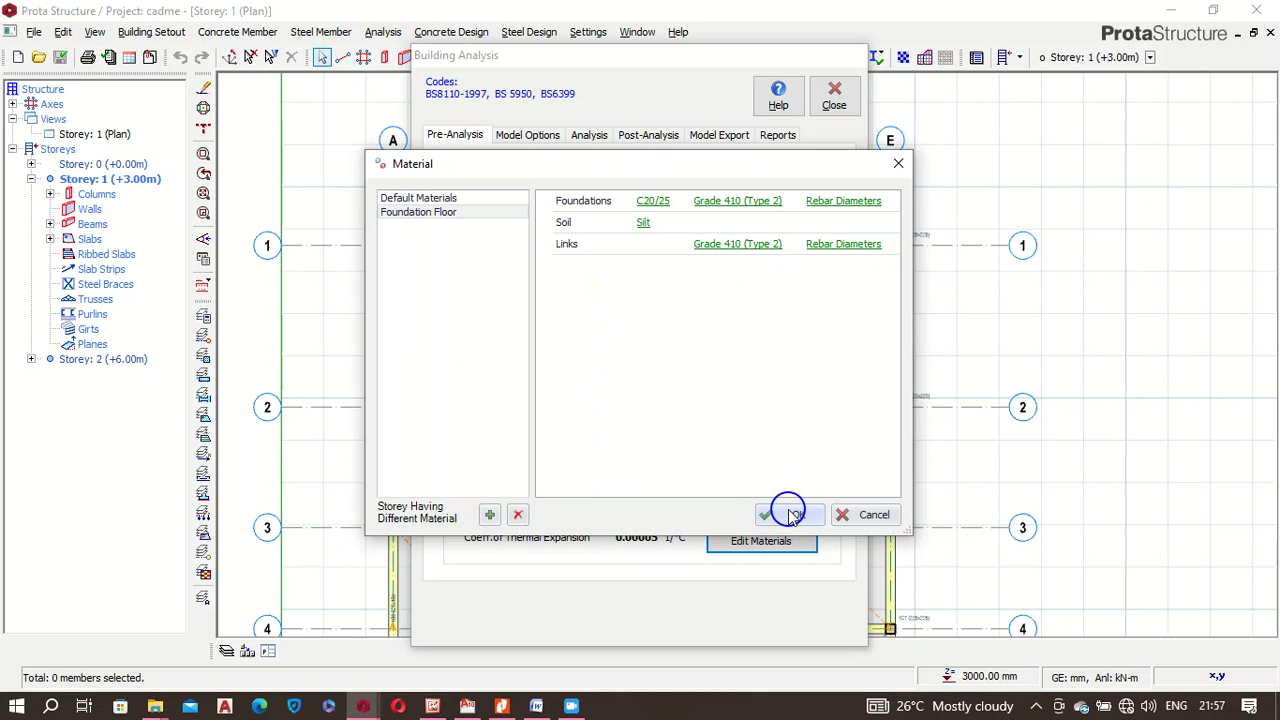 Prota Structure / Project: cadme - [Storey: 1 (Plan)]
File Edit View Building Setout Concrete Member Steel Member Analysis Concrete Design Steel Design Settings Window Help
ProtaStructure
Storey: 1 (+3.00m)
Structure
Axes
Views
Storey: 1 (Plan)
Storeys
Storey: 0 (+0.00m)
Storey: 1 (+3.00m)
Columns
Walls
Beams
Slabs
Ribbed Slabs
Slab Strips
Steel Braces
Trusses
Purlins
Girts
Planes
Storey: 2 (+6.00m)
Building Analysis
Codes:
BS8110-1997, BS 5950, BS6399
Help
Close
Pre-Analysis Model Options Analysis Post-Analysis Model Export Reports
A
E
1
1
2
2
3
3
4
4
Material
Default Materials
Foundation Floor
Foundations C20/25 Grade 410 (Type 2) Rebar Diameters
Soil Silt
Links Grade 410 (Type 2) Rebar Diameters
Storey Having
Different Material
Cancel
Coeff.of Thermal Expansion 0.00005 1/°C
Edit Materials
Total: 0 members selected.
3000.00 mm
GE: mm, Anl: kN-m
x,y
26°C Mostly cloudy
ENG
21:57